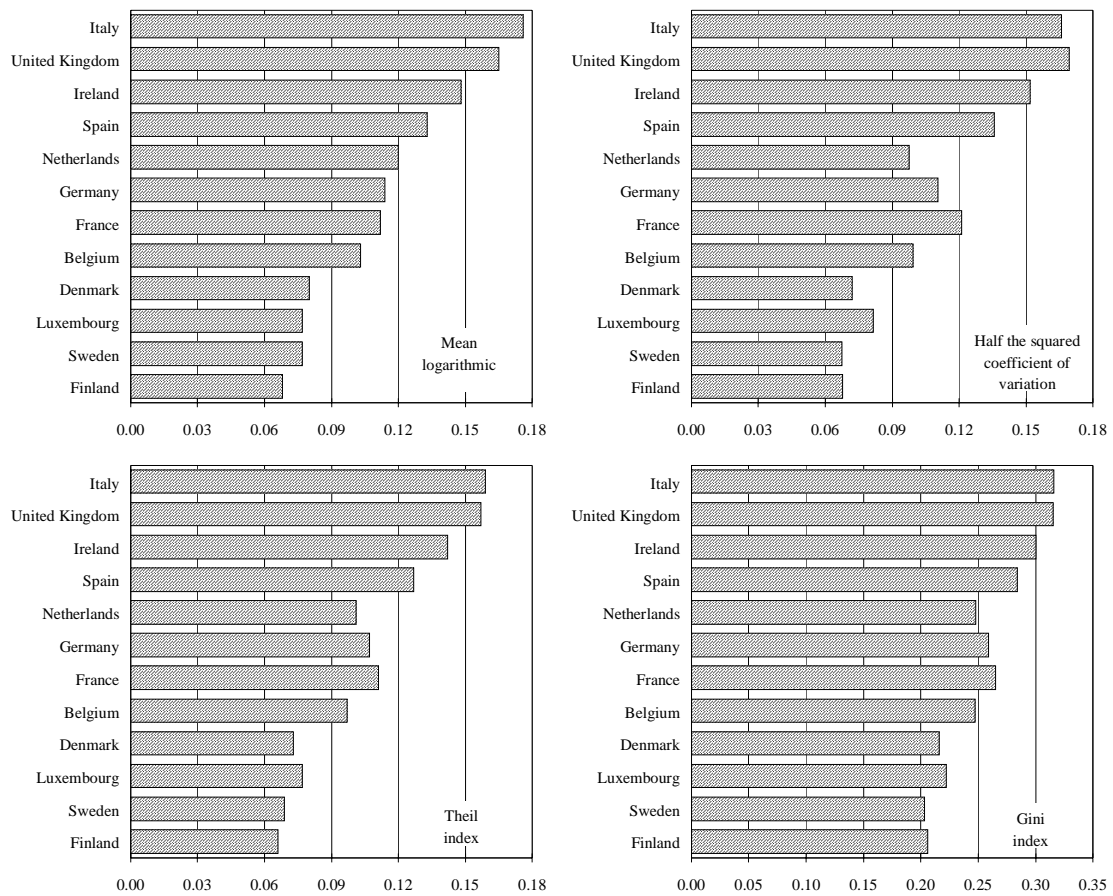 Italy
United Kingdom
Ireland
Spain
Netherlands
Germany
France
Belgium
Denmark
Luxembourg
Sweden
Finland
Mean
logarithmic
0.00 0.03 0.06 0.09 0.12 0.15 0.18
Italy
United Kingdom
Ireland
Spain
Netherlands
Germany
France
Belgium
Denmark
Luxembourg
Sweden
Finland
Half the squared
coefficient of
variation
0.00 0.03 0.06 0.09 0.12 0.15 0.18
Italy
United Kingdom
Ireland
Spain
Netherlands
Germany
France
Belgium
Denmark
Luxembourg
Sweden
Finland
Theil
index
0.00 0.03 0.06 0.09 0.12 0.15 0.18
Italy
United Kingdom
Ireland
Spain
Netherlands
Germany
France
Belgium
Denmark
Luxembourg
Sweden
Finland
Gini
index
0.00 0.05 0.10 0.15 0.20 0.25 0.30 0.35